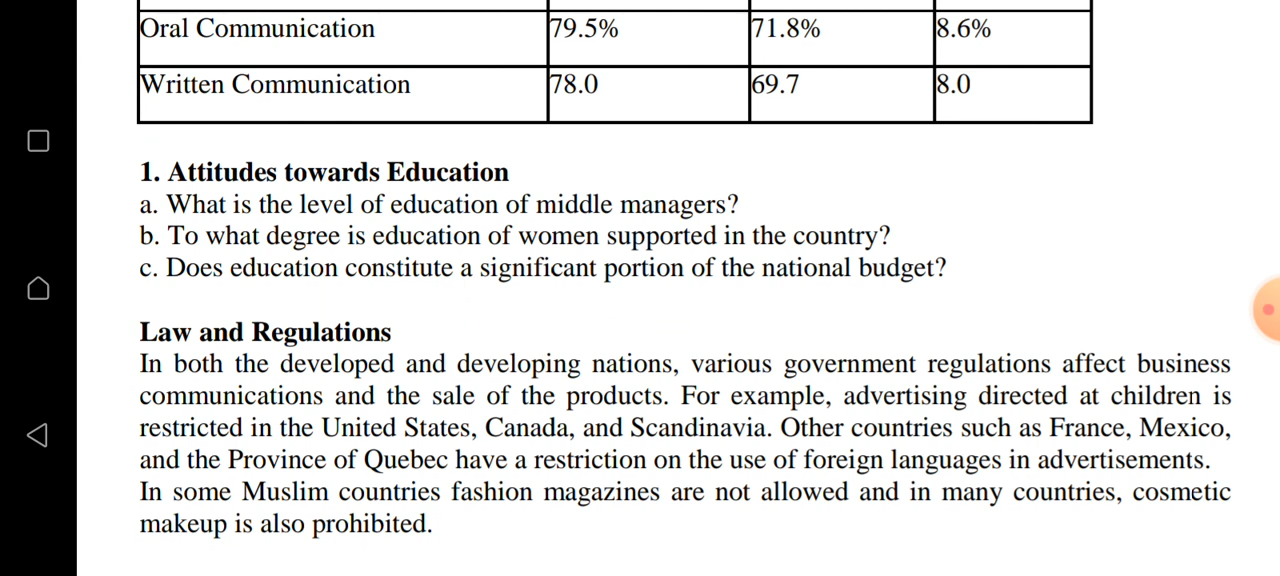 Oral Communication 79.5% 71.8% 8.6%
Written Communication 78.0 69.7 8.0
1. Attitudes towards Education
a. What is the level of education of middle managers?
b. To what degree is education of women supported in the country?
c. Does education constitute a significant portion of the national budget?
Law and Regulations
In both the developed and developing nations, various government regulations affect business
communications and the sale of the products. For example, advertising directed at children is
restricted in the United States, Canada, and Scandinavia. Other countries such as France, Mexico,
and the Province of Quebec have a restriction on the use of foreign languages in advertisements.
In some Muslim countries fashion magazines are not allowed and in many countries, cosmetic
makeup is also prohibited.